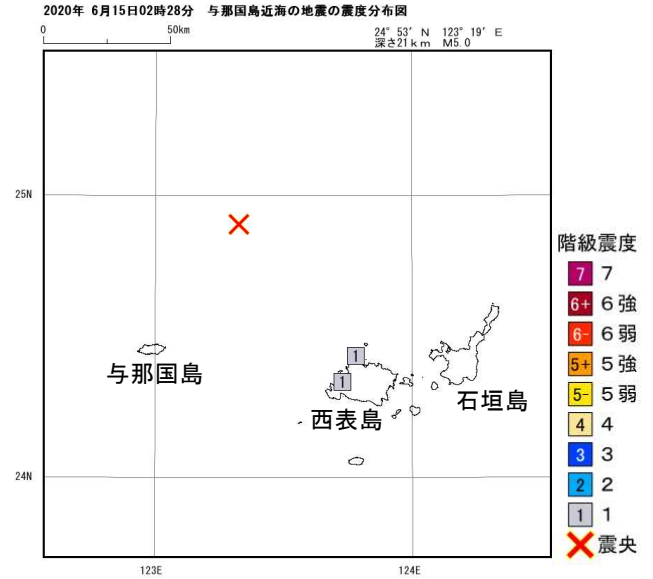 2020年 6月15日02時28分 与那国島近海の地震の震度分布図
0 50km
24° 53′ N 123° 19′ E
深さ21km M5.0
25N
24N
123E 124E
与那国島
1
1
西表島
石垣島
階級震度
7 7
6+ 6強
6- 6弱
5+ 5強
5- 5弱
4 4
3 3
2 2
1 1
震央